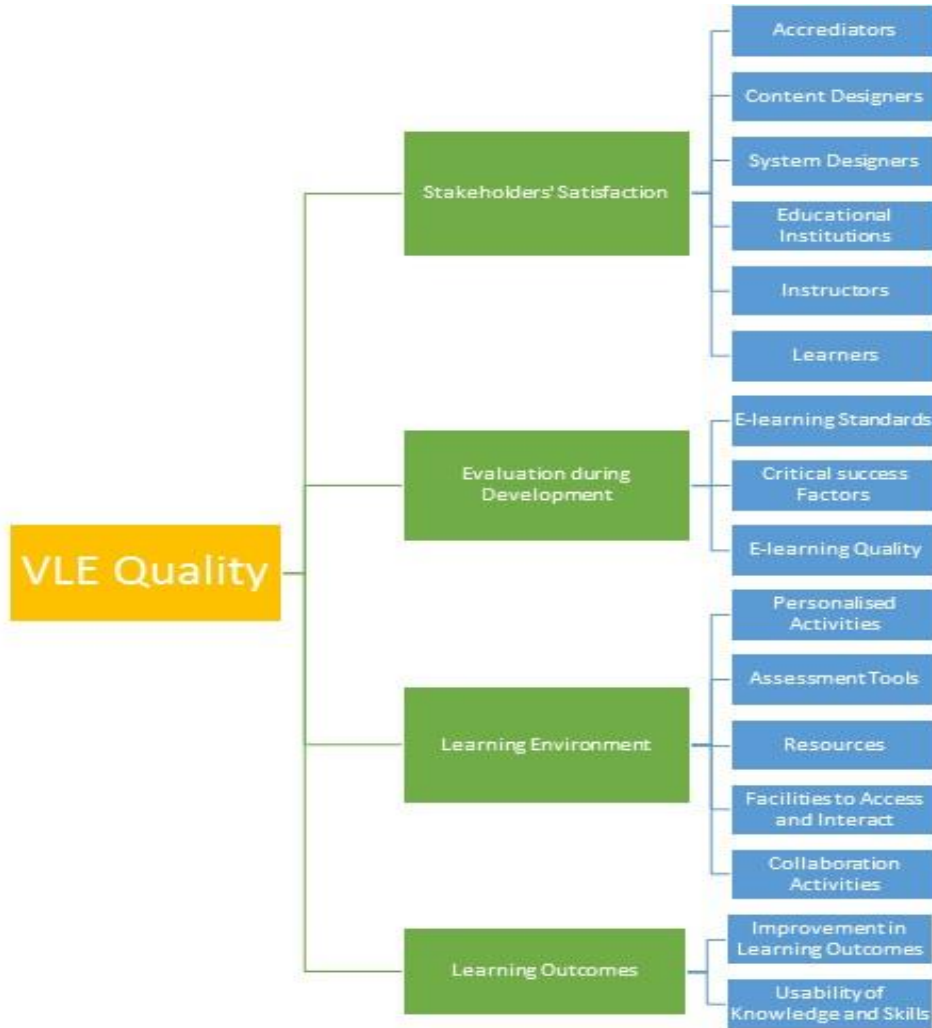 VLE Quality
Stakeholders' Satisfaction
Accrediators
Content Designers
System Designers
Educational
Institutions
Instructors
Learners
Evaluation during
Development
E-learning Standards
Critical success
Factors
E-learning Quality
Learning Environment
Personalised
Activities
Assessment Tools
Resources
Facilities to Access
and Interact
Collaboration
Activities
Learning Outcomes
Improvement in
Learning Outcomes
Usability of
Knowledge and Skills